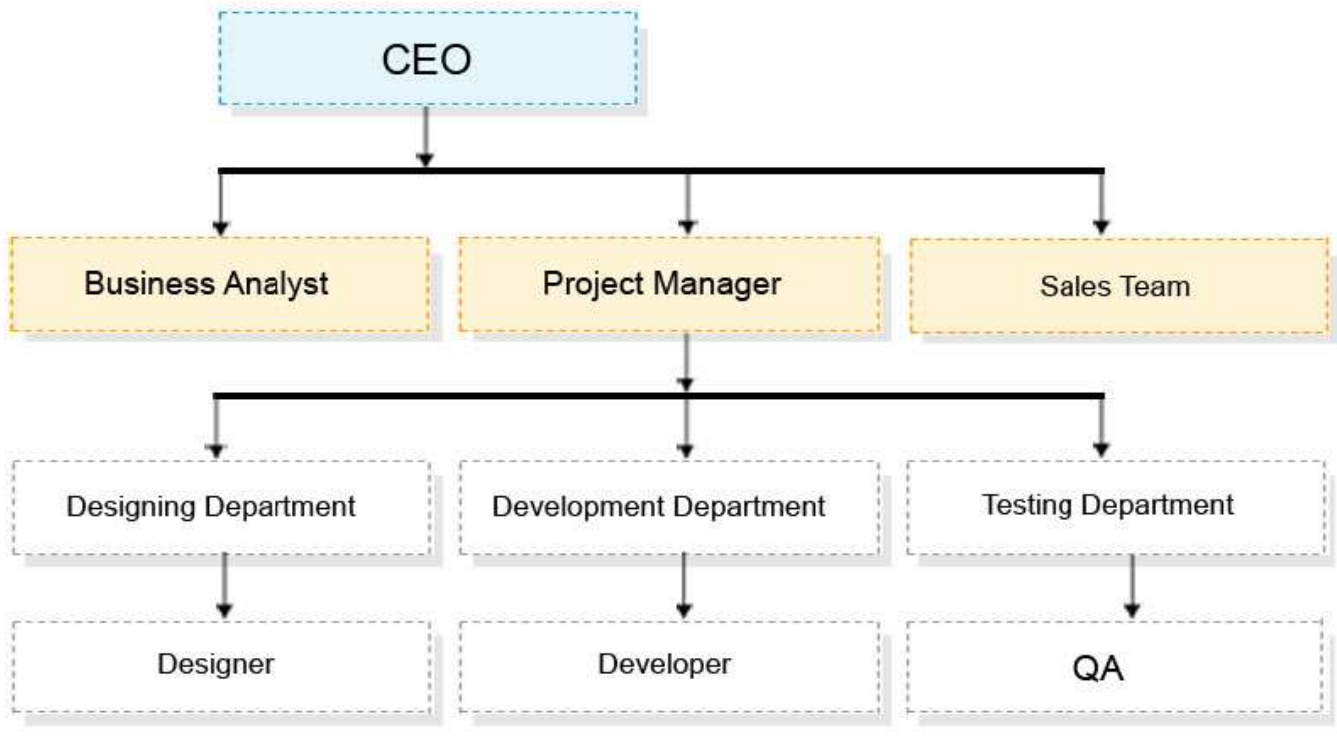 CEO
Business Analyst
Project Manager
Sales Team
Designing Department
Development Department
Testing Department
Designer
Developer
QA